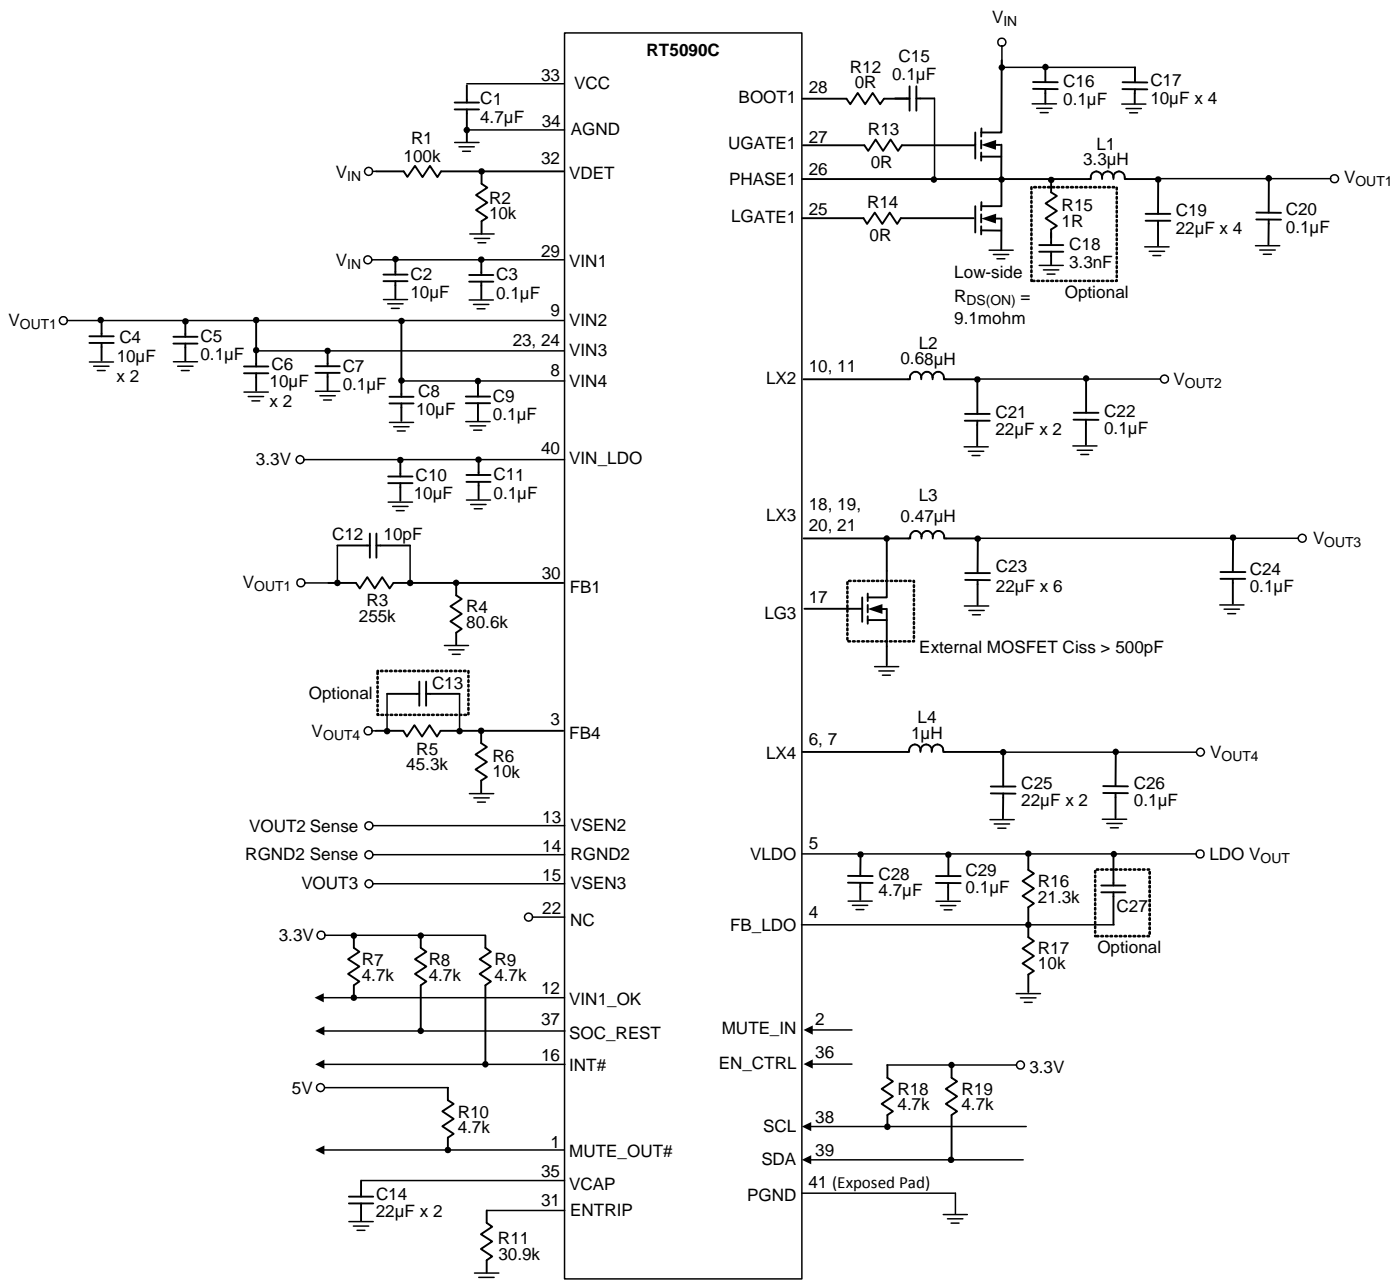 RT5090C
33
VCC
C1
4.7µF
34
AGND
R1
100k
VIN
32
VDET
R2
10k
VIN
29
VIN1
C2
10µF
C3
0.1µF
VOUT1
9
VIN2
C4
10µF
x 2
C5
0.1µF
23, 24
VIN3
C6
10µF
x 2
C7
0.1µF
8
VIN4
C8
10µF
C9
0.1µF
3.3V
40
VIN_LDO
C10
10µF
C11
0.1µF
C12
10pF
VOUT1
R3
255k
30
FB1
R4
80.6k
Optional
C13
VOUT4
R5
45.3k
3
FB4
R6
10k
VOUT2 Sense
13
VSEN2
RGND2 Sense
14
RGND2
VOUT3
15
VSEN3
22
NC
3.3V
R7
4.7k
R8
4.7k
R9
4.7k
12
VIN1_OK
37
SOC_REST
16
INT#
5V
R10
4.7k
1
MUTE_OUT#
35
VCAP
C14
22µF x 2
31
ENTRIP
R11
30.9k
VIN
BOOT1
28
R12
0R
C15
0.1µF
C16
0.1µF
C17
10µF x 4
UGATE1
27
R13
0R
PHASE1
26
L1
3.3µH
VOUT1
LGATE1
25
R14
0R
R15
1R
C18
3.3nF
Optional
C19
22µF x 4
C20
0.1µF
Low-side
RDS(ON) =
9.1mohm
LX2
10, 11
L2
0.68µH
VOUT2
C21
22µF x 2
C22
0.1µF
LX3
18, 19,
20, 21
L3
0.47µH
VOUT3
C23
22µF x 6
C24
0.1µF
LG3
17
External MOSFET Ciss > 500pF
LX4
6, 7
L4
1µH
VOUT4
C25
22µF x 2
C26
0.1µF
VLDO
5
LDO VOUT
C28
4.7µF
C29
0.1µF
R16
21.3k
C27
Optional
FB_LDO
4
R17
10k
MUTE_IN
2
EN_CTRL
36
3.3V
R18
4.7k
R19
4.7k
SCL
38
SDA
39
PGND
41 (Exposed Pad)